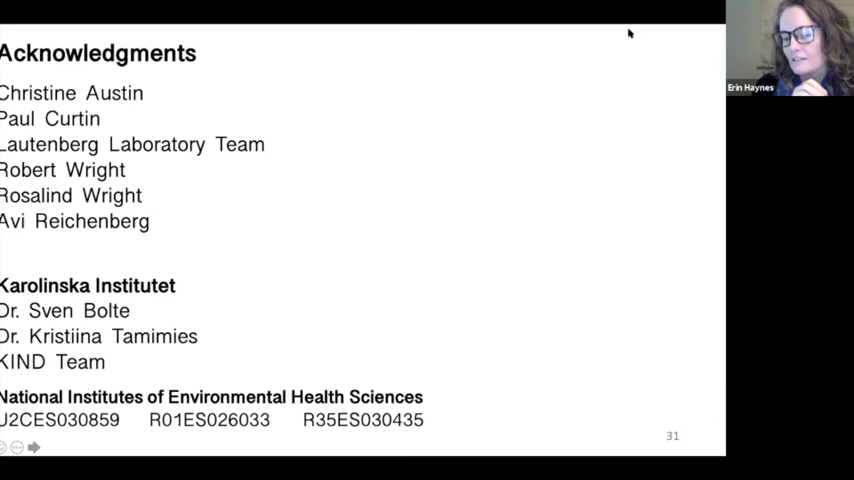 Acknowledgments
Christine Austin
Paul Curtin
Lautenberg Laboratory Team
Robert Wright
Rosalind Wright
Avi Reichenberg
Karolinska Institutet
Dr. Sven Bolte
Dr. Kristiina Tamimies
KIND Team
National Institutes of Environmental Health Sciences
U2CES030859 R01ES026033 R35ES030435
31
Erin Haynes